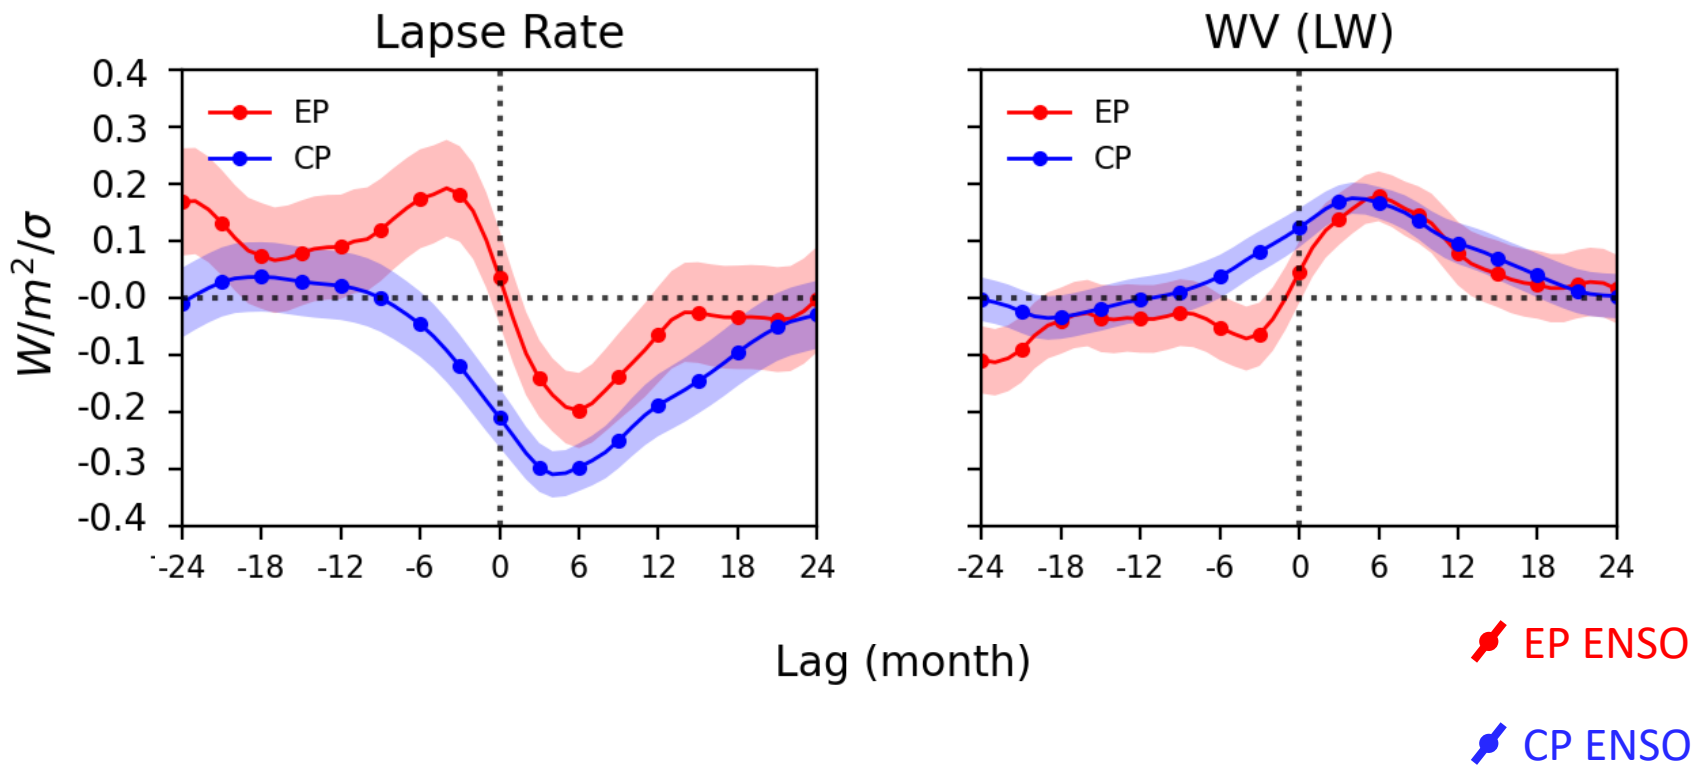 Lapse Rate
WV (LW)
EP
CP
EP
CP
W/m²/σ
0.4
0.3
0.2
0.1
-0.0
-0.1
-0.2
-0.3
-0.4
-24 -18 -12 -6 0 6 12 18 24
-24 -18 -12 -6 0 6 12 18 24
Lag (month)
EP ENSO
CP ENSO